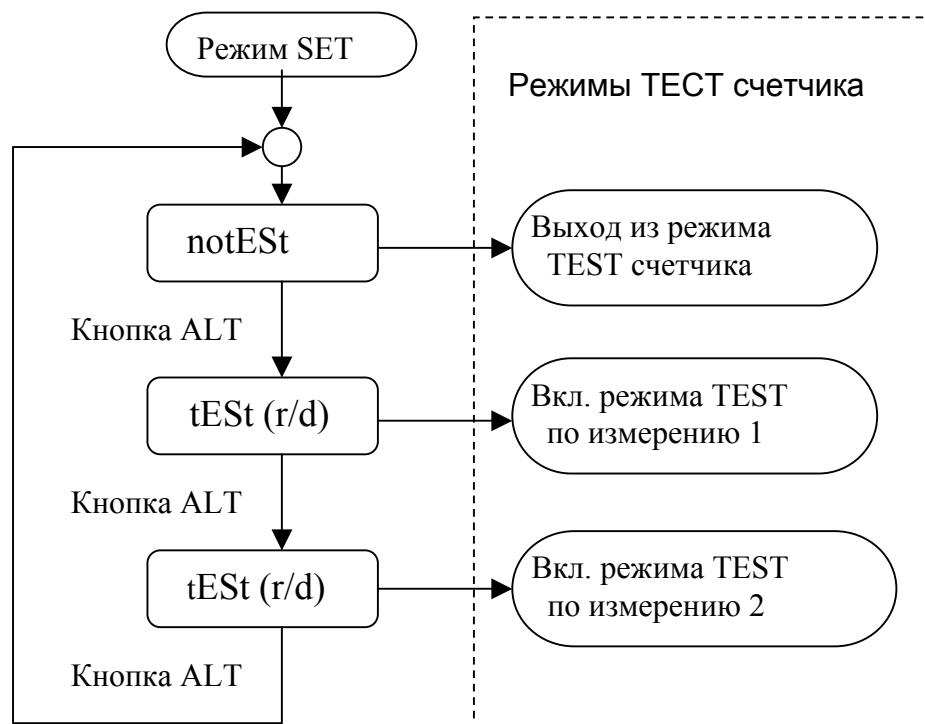 Режим SET
Режимы ТЕСТ счетчика
notESt
Выход из режима
TEST счетчика
Кнопка ALT
tESt (r/d)
Вкл. режима TEST
по измерению 1
Кнопка ALT
tESt (r/d)
Вкл. режима TEST
по измерению 2
Кнопка ALT